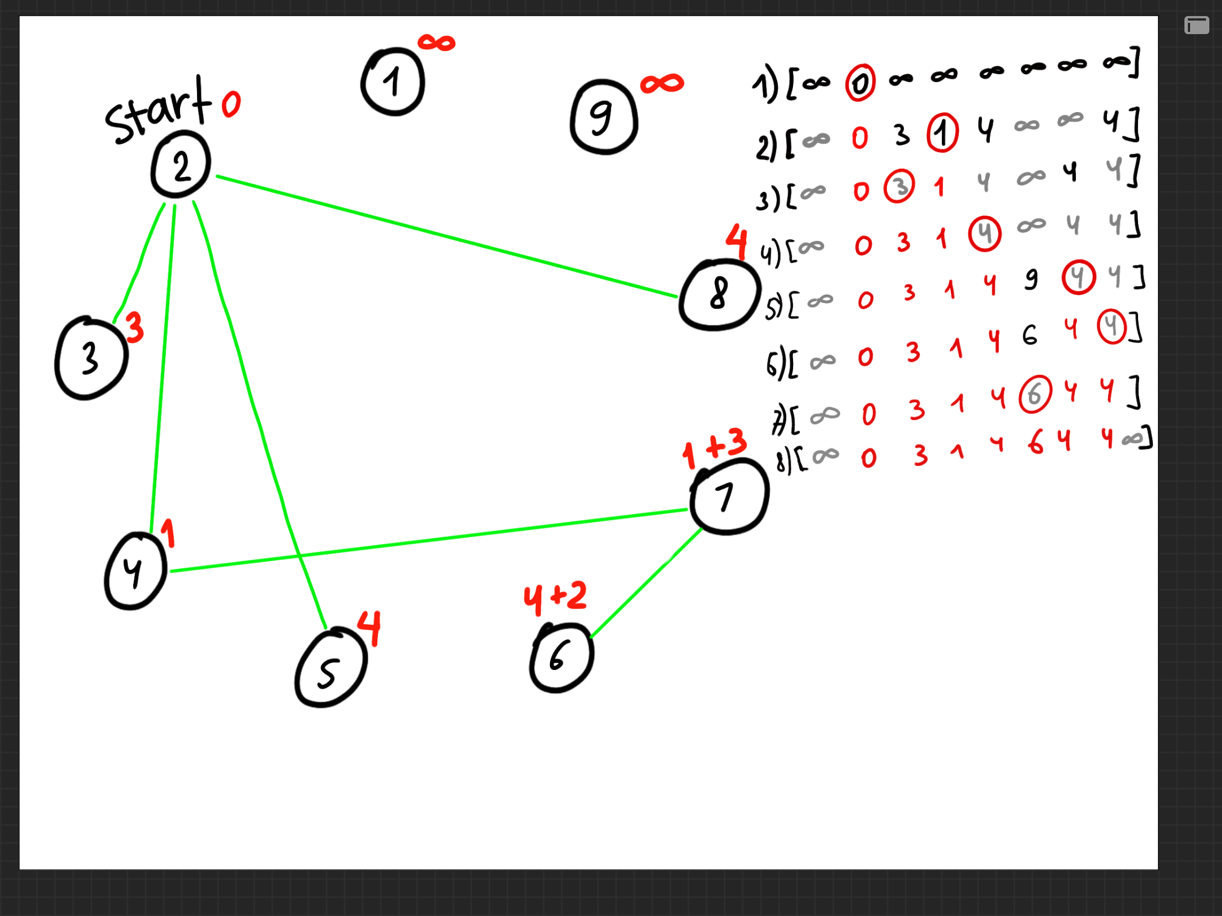 ∞
1
∞
9
start 0
2
4
8
3
3
1+3
7
1
4
4+2
6
4
5
1) [∞ 0 ∞ ∞ ∞ ∞ ∞ ∞]
2) [∞ 0 3 1 4 ∞ ∞ 4]
3) [∞ 0 3 1 4 ∞ 4 4]
4) [∞ 0 3 1 4 ∞ 4 4]
5) [∞ 0 3 1 4 9 4 4]
6) [∞ 0 3 1 4 6 4 4]
7) [∞ 0 3 1 4 6 4 4]
8) [∞ 0 3 1 4 6 4 4 ∞]